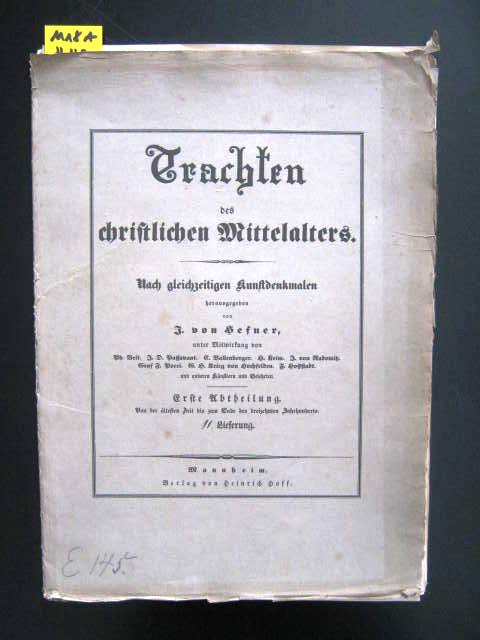 MARA
Trachten
des
christlichen Mittelalters.
Nach gleichzeitigen Kunstdenkmalen
herausgegeben
von
J. von Hefner,
unter Mitwirkung von
Ph. Veit. J. D. Passavant. C. Ballenberger. H. Keim. J. von Radowitz.
Graf F. Pocci. G. H. Krieg von Hochfelden. F. Hoffstadt.
und anderen Künstlern und Gelehrten.
Erste Abtheilung.
Von der ältesten Zeit bis zum Ende des dreizehnten Jahrhunderts.
11. Lieferung.
Mannheim.
Verlag von Heinrich Hoff.
E 145.